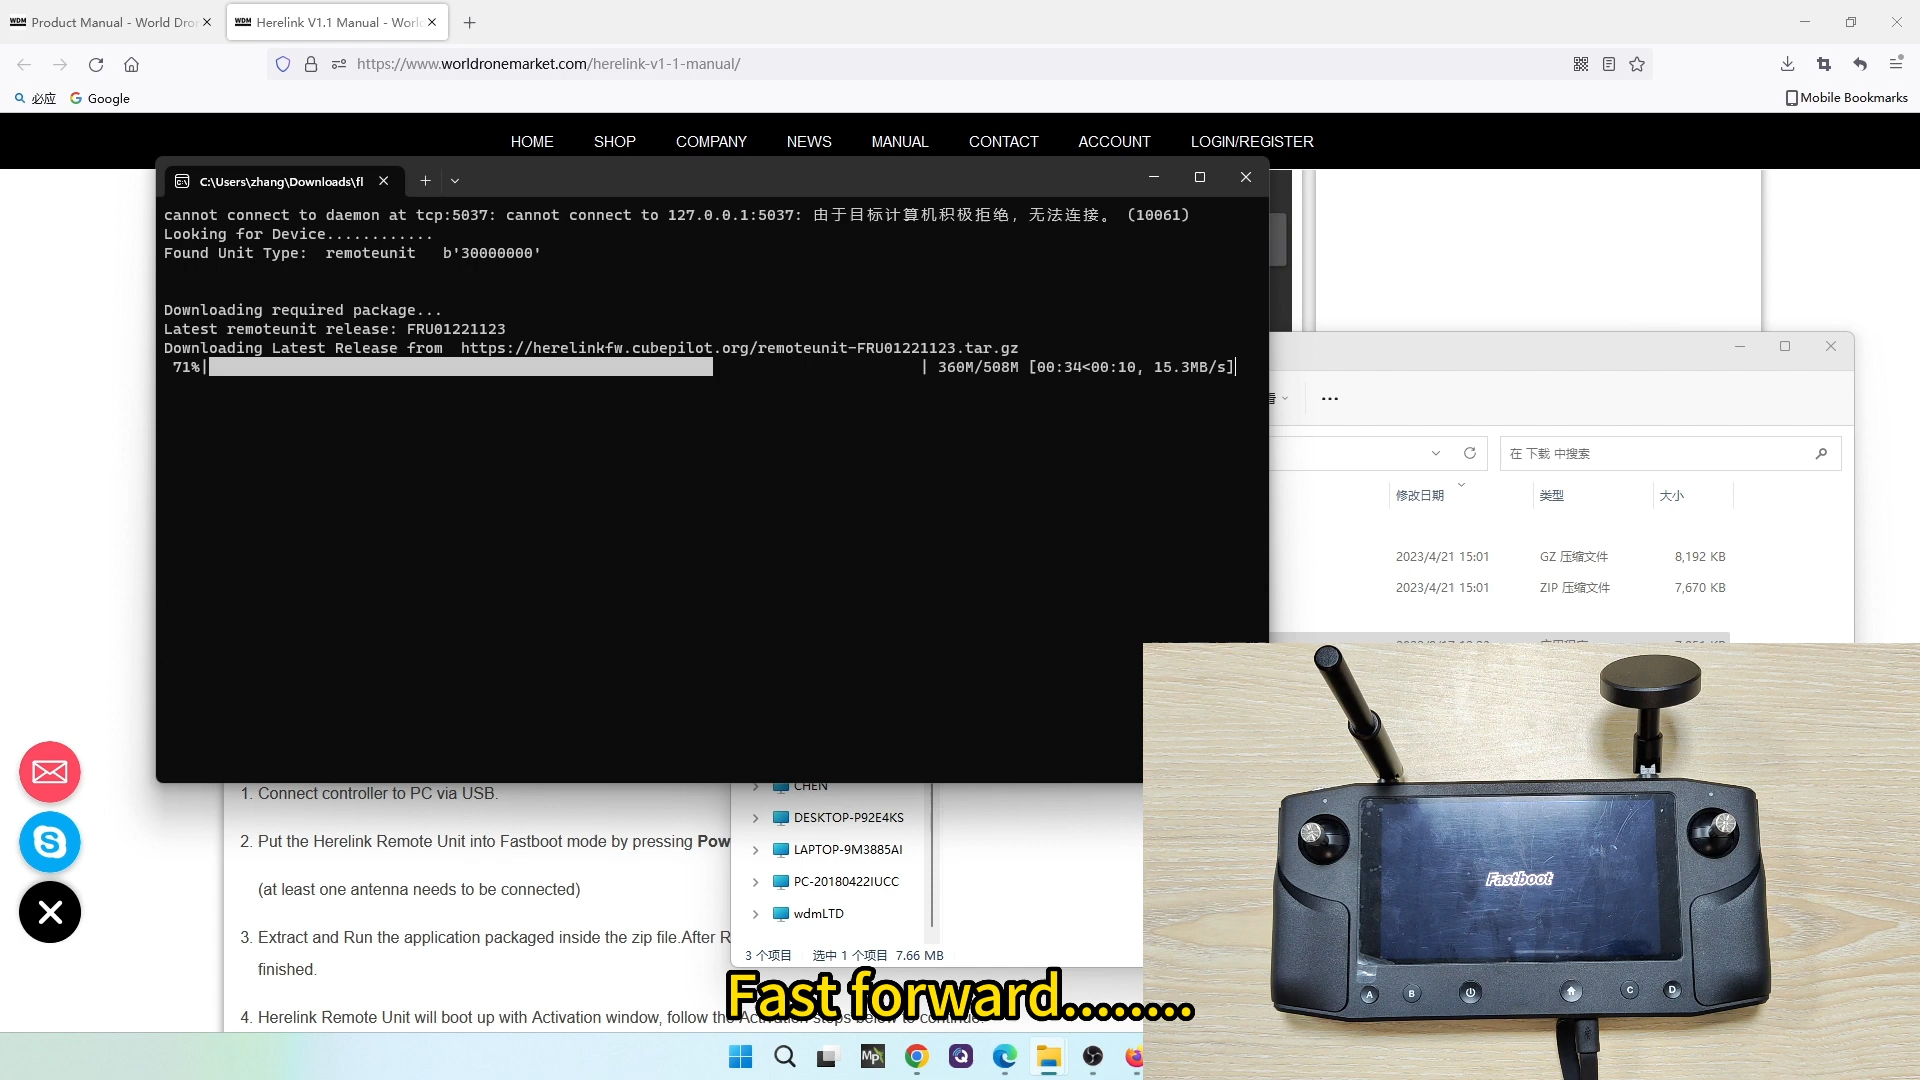 WDM Product Manual - World Dro
WDM Herelink V1.1 Manual - World
https://www.worldronemarket.com/herelink-v1-1-manual/
必应 Google
Mobile Bookmarks
HOME SHOP COMPANY NEWS MANUAL CONTACT ACCOUNT LOGIN/REGISTER
C:\Users\zhang\Downloads\fl
cannot connect to daemon at tcp:5037: cannot connect to 127.0.0.1:5037: 由于目标计算机积极拒绝，无法连接。 (10061)
Looking for Device............
Found Unit Type: remoteunit b'30000000'
Downloading required package...
Latest remoteunit release: FRU01221123
Downloading Latest Release from https://herelinkfw.cubepilot.org/remoteunit-FRU01221123.tar.gz
71%| | 360M/508M [00:34<00:10, 15.3MB/s]
在 下载 中搜索
修改日期 类型 大小
2023/4/21 15:01 GZ 压缩文件 8,192 KB
2023/4/21 15:01 ZIP 压缩文件 7,670 KB
1. Connect controller to PC via USB.
2. Put the Herelink Remote Unit into Fastboot mode by pressing Pow
(at least one antenna needs to be connected)
3. Extract and Run the application packaged inside the zip file.After R
finished.
4. Herelink Remote Unit will boot up with Activation window, follow the Activation steps below to continue.
CHEN
DESKTOP-P92E4KS
LAPTOP-9M3885AI
PC-20180422IUCC
wdmLTD
3 个项目 选中 1 个项目 7.66 MB
Fast forward........
Fastboot
A B C D
Mp